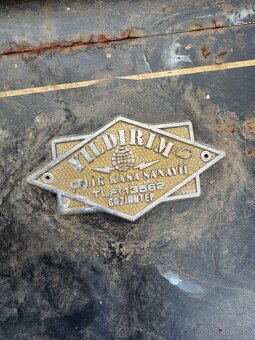 YILDIRIM
ÇELİK KASA SANAYİİ
TLF.13562
GAZİANTEP